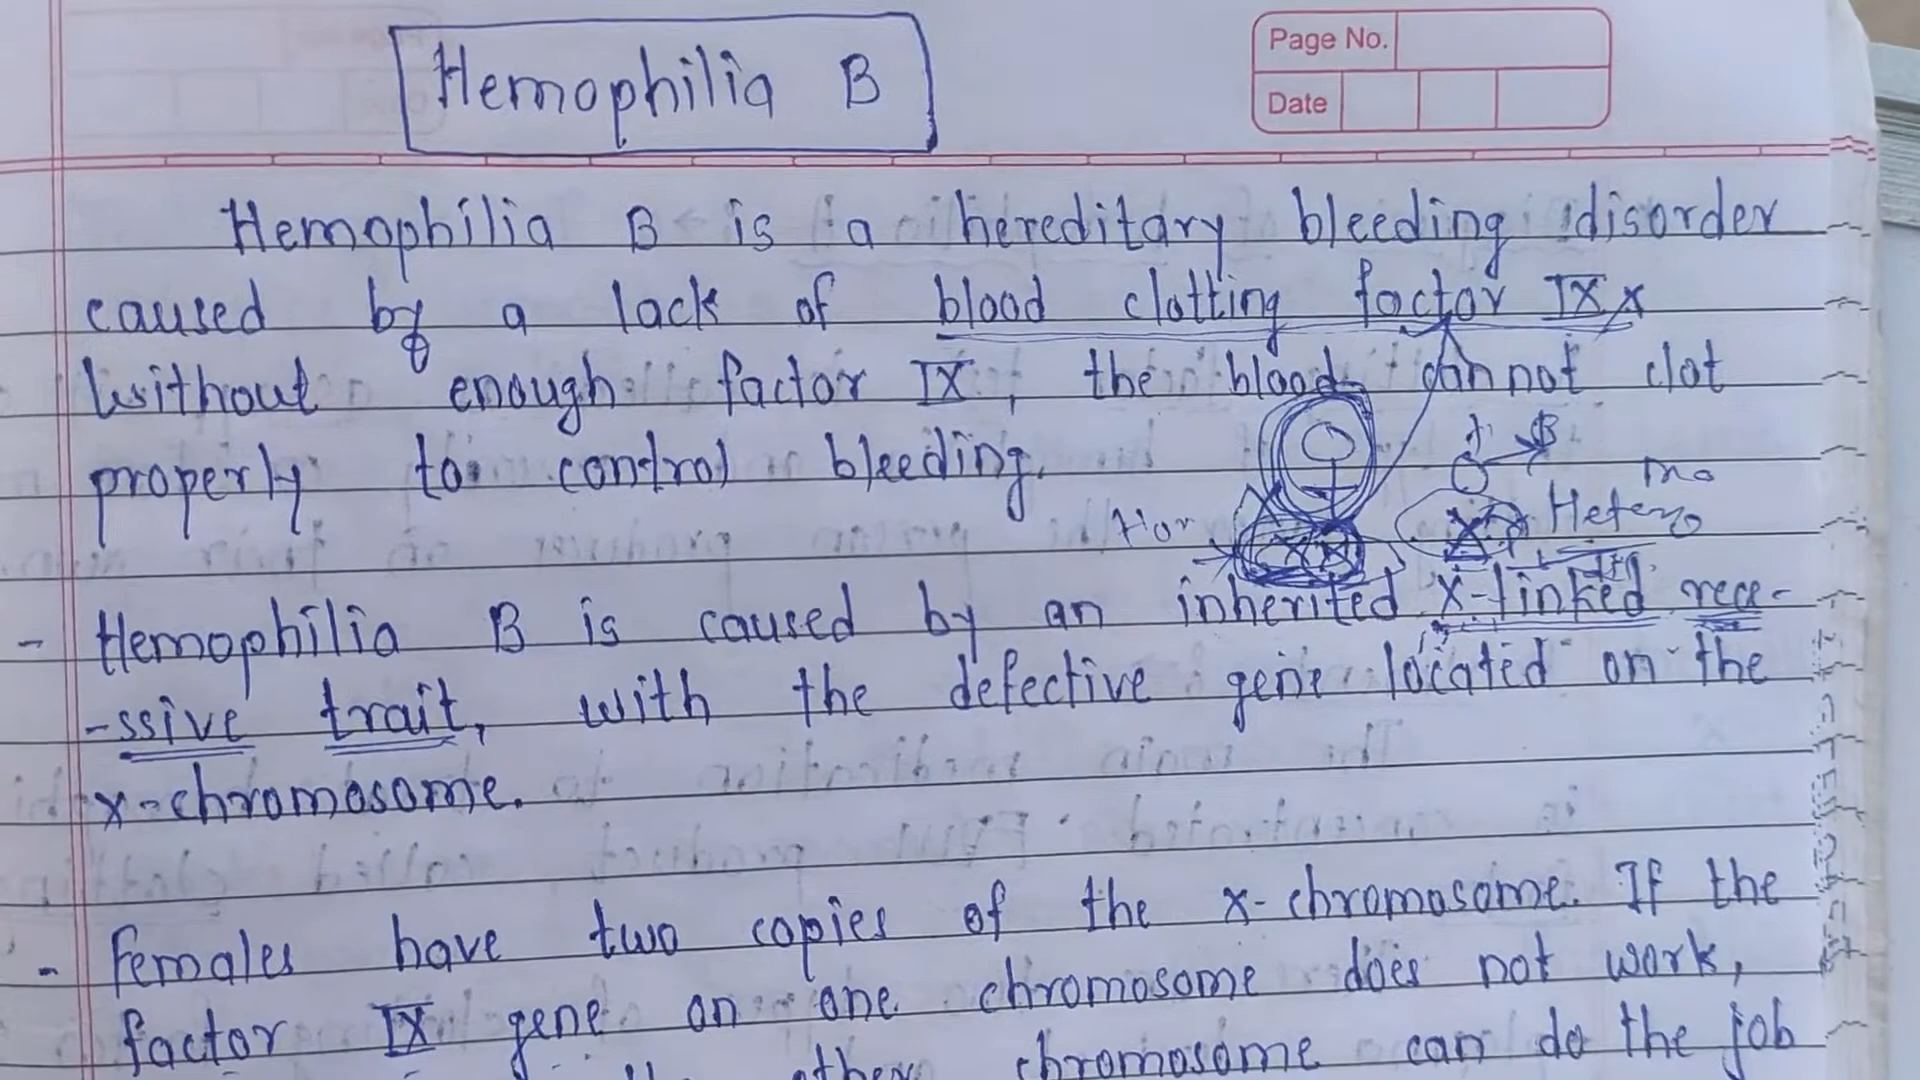 Hemophilia B
Page No.
Date
Hemophilia B is a hereditary bleeding disorder
caused by a lack of blood clotting factor IX
without enough factor IX, the blood cannot clot
properly to control bleeding.
Hetero
- Hemophilia B is caused by an inherited x-linked rece-
-ssive trait, with the defective gene located on the
x-chromosome.
- Females have two copies of the x-chromosome. If the
factor IX gene on one chromosome does not work,
other chromosome can do the job